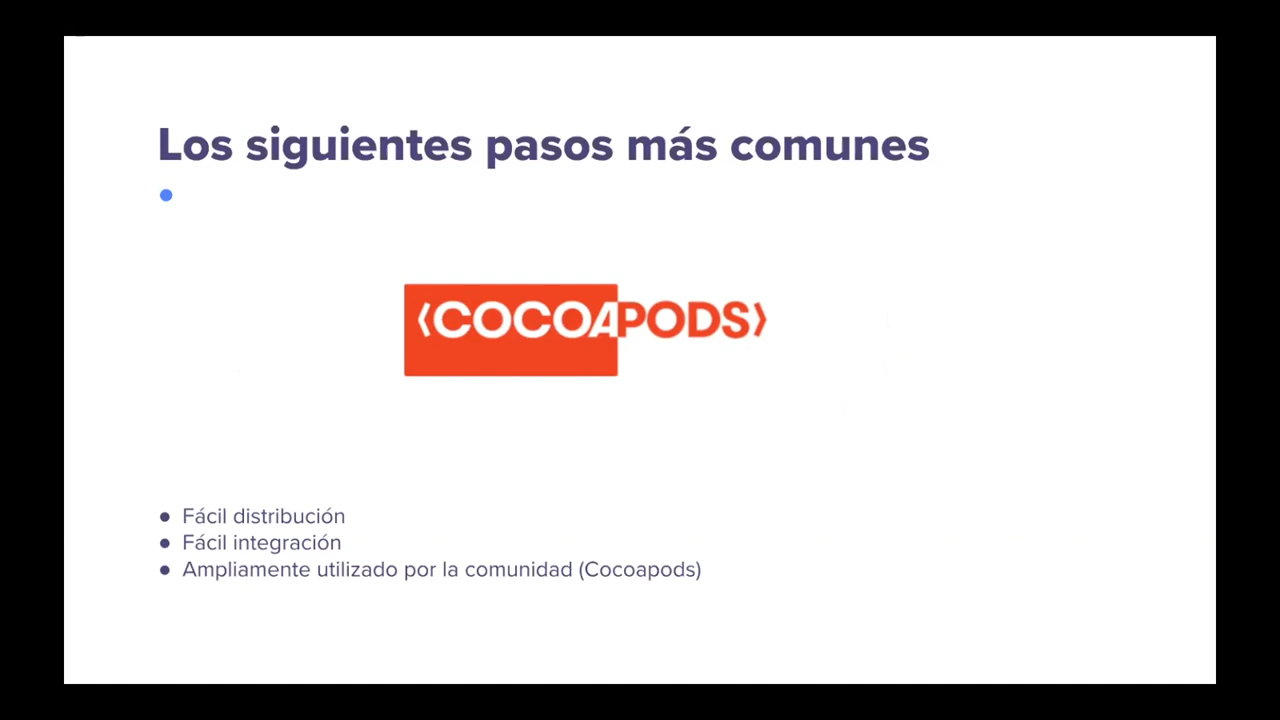 Los siguientes pasos más comunes
⟨COCOAPODS⟩
● Fácil distribución
● Fácil integración
● Ampliamente utilizado por la comunidad (Cocoapods)